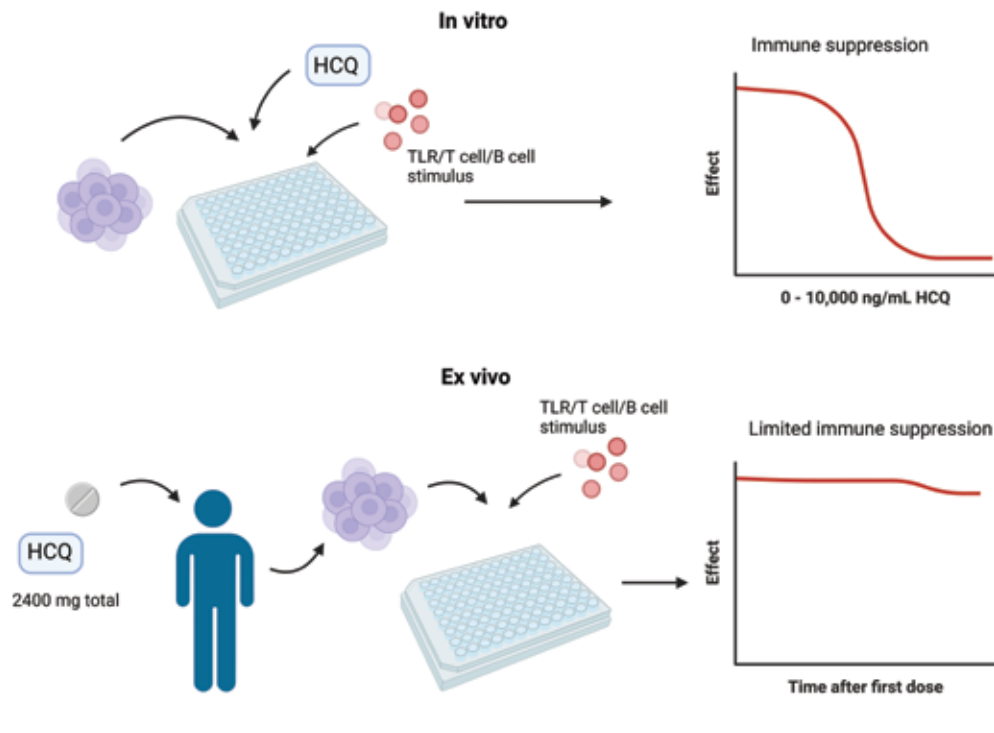 In vitro
HCQ
TLR/T cell/B cell
stimulus
Immune suppression
Effect
0 - 10,000 ng/mL HCQ
Ex vivo
HCQ
2400 mg total
TLR/T cell/B cell
stimulus
Limited immune suppression
Effect
Time after first dose